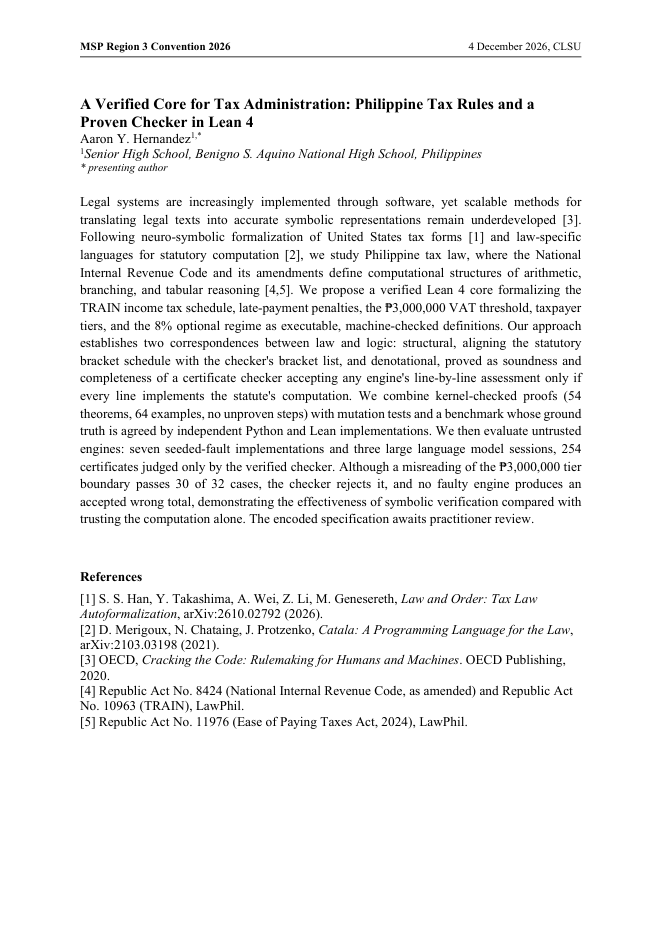 MSP Region 3 Convention 2026 4 December 2026, CLSU
A Verified Core for Tax Administration: Philippine Tax Rules and a
Proven Checker in Lean 4
Aaron Y. Hernandez1,*
1Senior High School, Benigno S. Aquino National High School, Philippines
* presenting author
Legal systems are increasingly implemented through software, yet scalable methods for
translating legal texts into accurate symbolic representations remain underdeveloped [3].
Following neuro-symbolic formalization of United States tax forms [1] and law-specific
languages for statutory computation [2], we study Philippine tax law, where the National
Internal Revenue Code and its amendments define computational structures of arithmetic,
branching, and tabular reasoning [4,5]. We propose a verified Lean 4 core formalizing the
TRAIN income tax schedule, late-payment penalties, the ₱3,000,000 VAT threshold, taxpayer
tiers, and the 8% optional regime as executable, machine-checked definitions. Our approach
establishes two correspondences between law and logic: structural, aligning the statutory
bracket schedule with the checker's bracket list, and denotational, proved as soundness and
completeness of a certificate checker accepting any engine's line-by-line assessment only if
every line implements the statute's computation. We combine kernel-checked proofs (54
theorems, 64 examples, no unproven steps) with mutation tests and a benchmark whose ground
truth is agreed by independent Python and Lean implementations. We then evaluate untrusted
engines: seven seeded-fault implementations and three large language model sessions, 254
certificates judged only by the verified checker. Although a misreading of the ₱3,000,000 tier
boundary passes 30 of 32 cases, the checker rejects it, and no faulty engine produces an
accepted wrong total, demonstrating the effectiveness of symbolic verification compared with
trusting the computation alone. The encoded specification awaits practitioner review.
References
[1] S. S. Han, Y. Takashima, A. Wei, Z. Li, M. Genesereth, Law and Order: Tax Law
Autoformalization, arXiv:2610.02792 (2026).
[2] D. Merigoux, N. Chataing, J. Protzenko, Catala: A Programming Language for the Law,
arXiv:2103.03198 (2021).
[3] OECD, Cracking the Code: Rulemaking for Humans and Machines. OECD Publishing,
2020.
[4] Republic Act No. 8424 (National Internal Revenue Code, as amended) and Republic Act
No. 10963 (TRAIN), LawPhil.
[5] Republic Act No. 11976 (Ease of Paying Taxes Act, 2024), LawPhil.